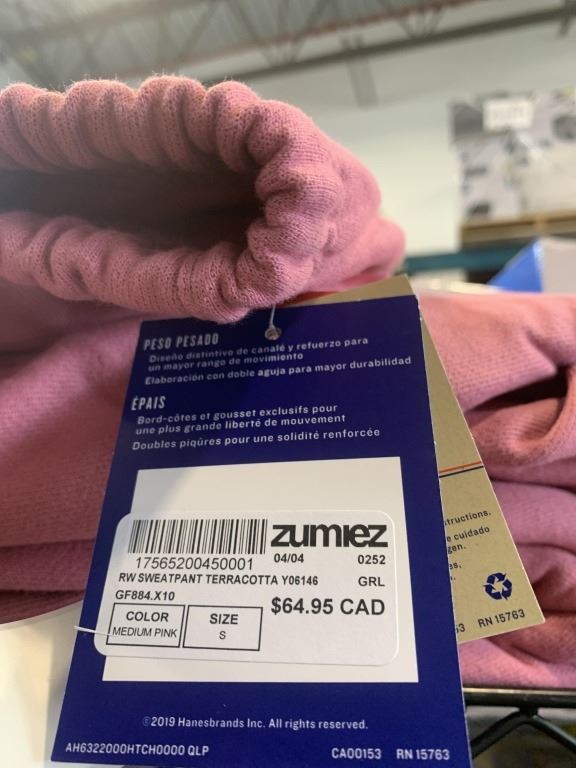 PESO PESADO
Diseño distintivo de canalé y refuerzo para
un mayor rango de movimiento
Elaboración con doble aguja para mayor durabilidad
ÉPAIS
Bord-côtes et gousset exclusifs pour
une plus grande liberté de mouvement
Doubles piqûres pour une solidité renforcée
zumiez
17565200450001 04/04 0252
RW SWEATPANT TERRACOTTA Y06146 GRL
GF884.X10
$64.95 CAD
COLOR
MEDIUM PINK
SIZE
S
©2019 Hanesbrands Inc. All rights reserved.
AH6322000HTCH0000 QLP CA00153 RN 15763
cuidado
53 RN 15763